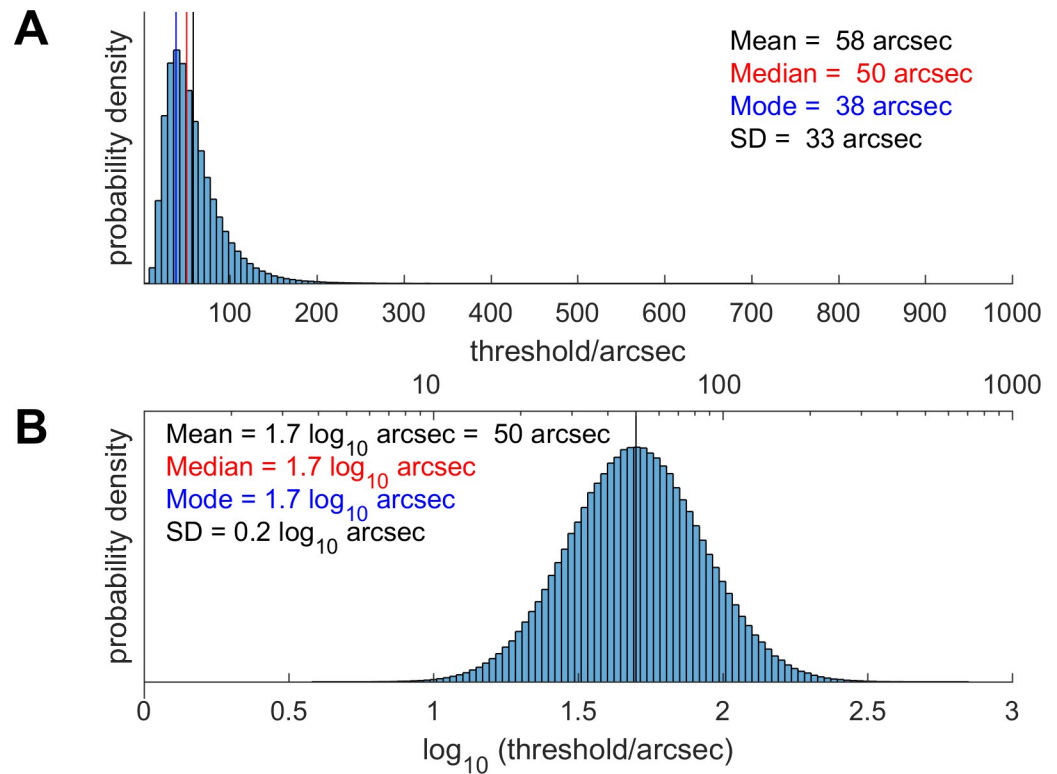 A
probability density
Mean = 58 arcsec
Median = 50 arcsec
Mode = 38 arcsec
SD = 33 arcsec
100 200 300 400 500 600 700 800 900 1000
threshold/arcsec
10 100 1000
B
probability density
Mean = 1.7 log10 arcsec = 50 arcsec
Median = 1.7 log10 arcsec
Mode = 1.7 log10 arcsec
SD = 0.2 log10 arcsec
0 0.5 1 1.5 2 2.5 3
log10 (threshold/arcsec)